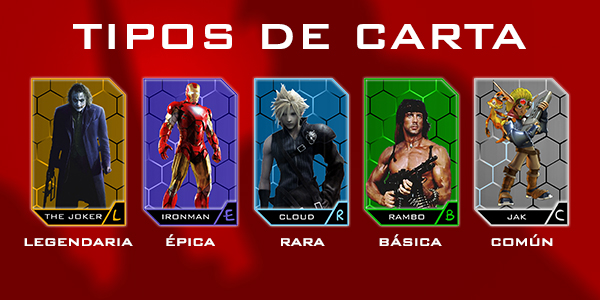 TIPOS DE CARTA
THE JOKER L
IRONMAN E
CLOUD R
RAMBO B
JAK C
LEGENDARIA
ÉPICA
RARA
BÁSICA
COMÚN